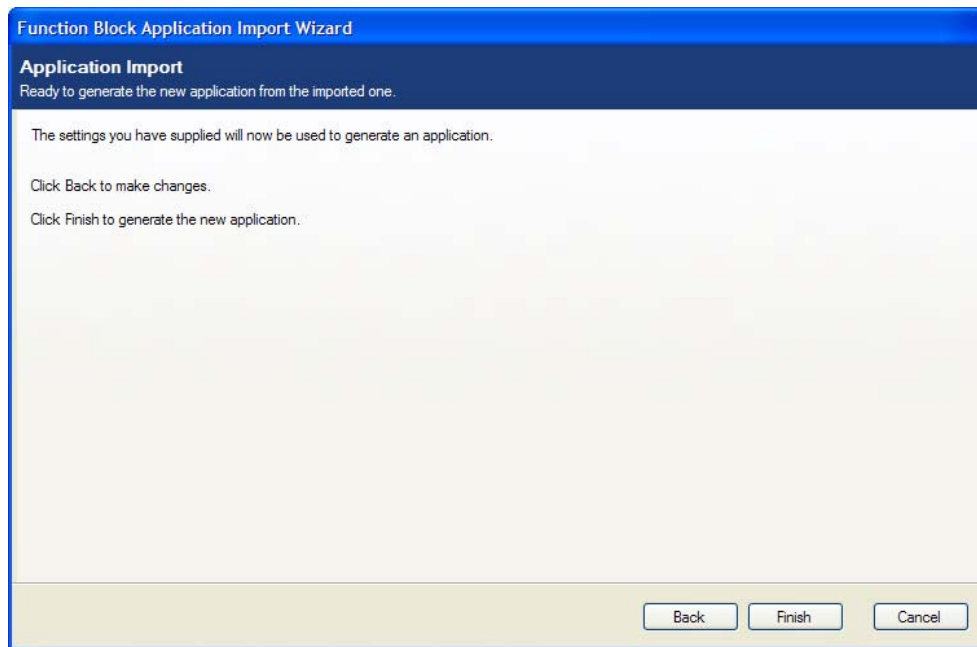 Function Block Application Import Wizard
Application Import
Ready to generate the new application from the imported one.
The settings you have supplied will now be used to generate an application.
Click Back to make changes.
Click Finish to generate the new application.
Back Finish Cancel